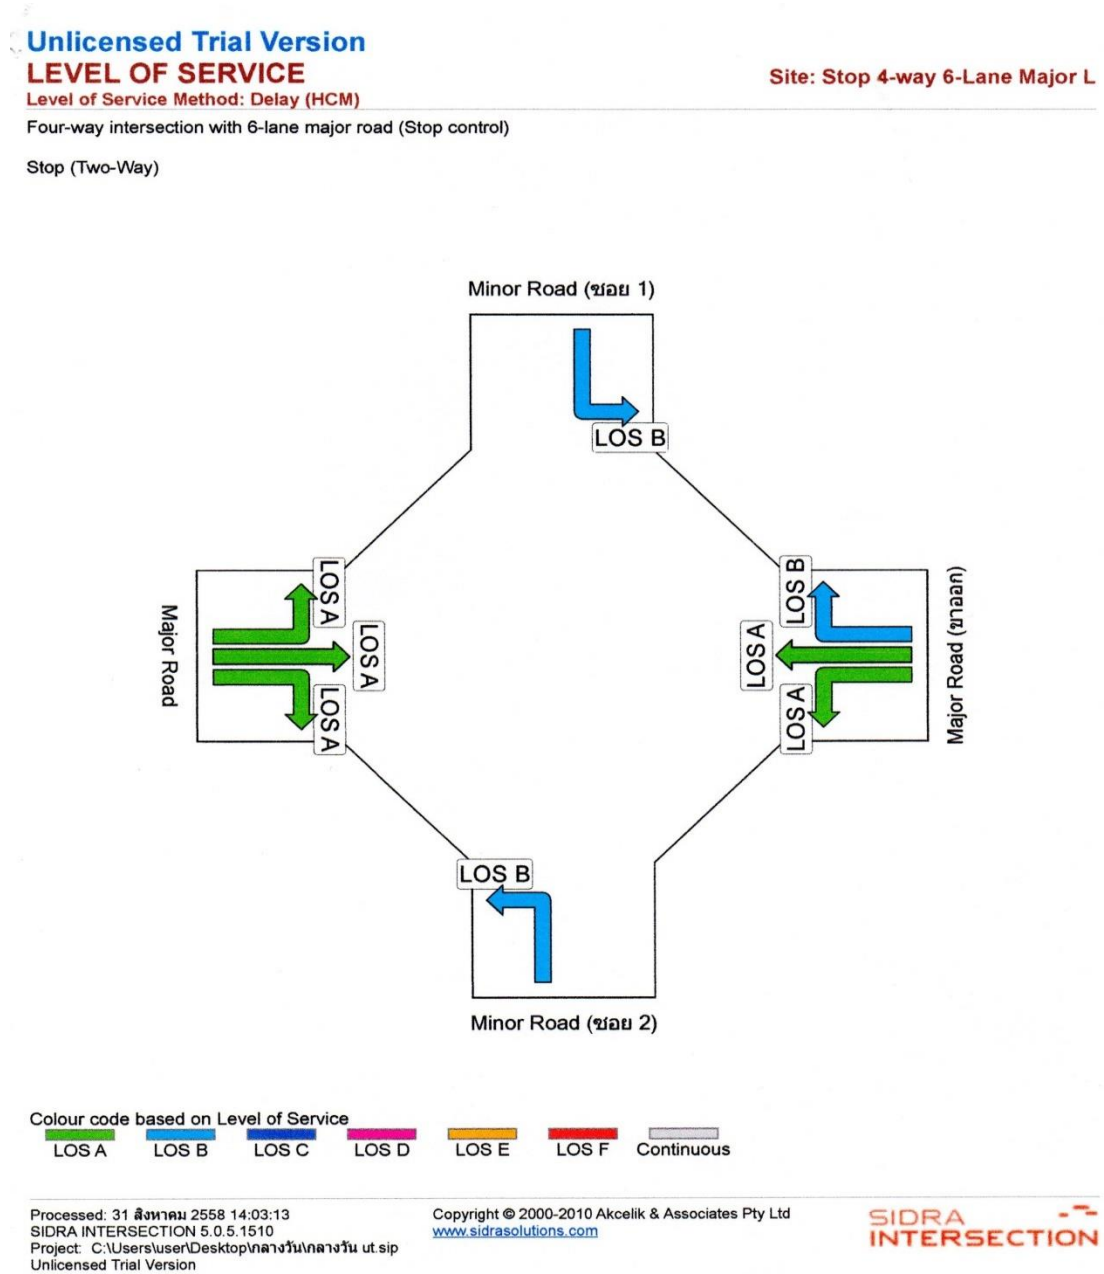 Unlicensed Trial Version
LEVEL OF SERVICE
Site: Stop 4-way 6-Lane Major L
Level of Service Method: Delay (HCM)
Four-way intersection with 6-lane major road (Stop control)
Stop (Two-Way)
Minor Road (ซอย 1)
LOS B
LOS A
LOS B
Major Road
LOS A
LOS A
Major Road (ขาออก)
LOS A
LOS A
LOS B
Minor Road (ซอย 2)
Colour code based on Level of Service
LOS A LOS B LOS C LOS D LOS E LOS F Continuous
Processed: 31 สิงหาคม 2558 14:03:13
SIDRA INTERSECTION 5.0.5.1510
Project: C:\Users\user\Desktop\กลางวัน\กลางวัน ut.sip
Unlicensed Trial Version
Copyright © 2000-2010 Akcelik & Associates Pty Ltd
www.sidrasolutions.com
SIDRA
INTERSECTION